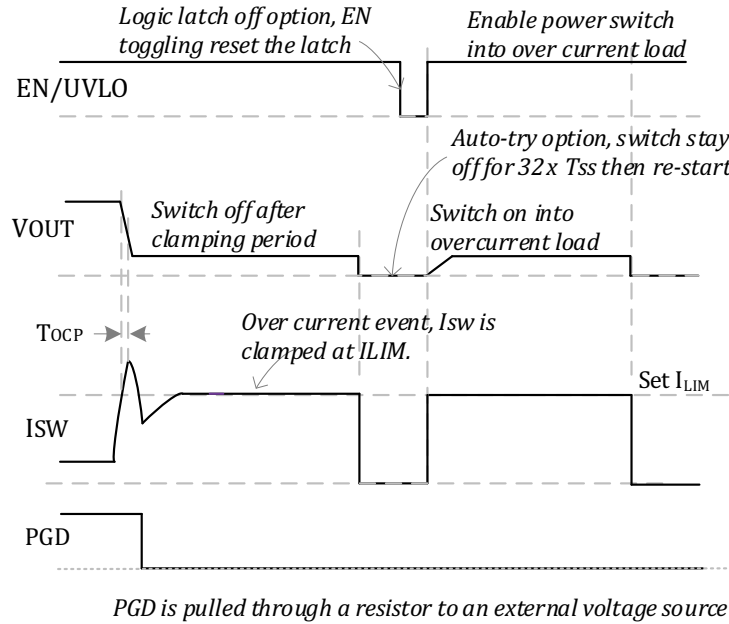 Logic latch off option, EN
toggling reset the latch
Enable power switch
into over current load
EN/UVLO
Auto-try option, switch stay
off for 32x Tss then re-start
VOUT
Switch off after
clamping period
Switch on into
overcurrent load
TOCP
Over current event, Isw is
clamped at ILIM.
Set ILIM
ISW
PGD
PGD is pulled through a resistor to an external voltage source